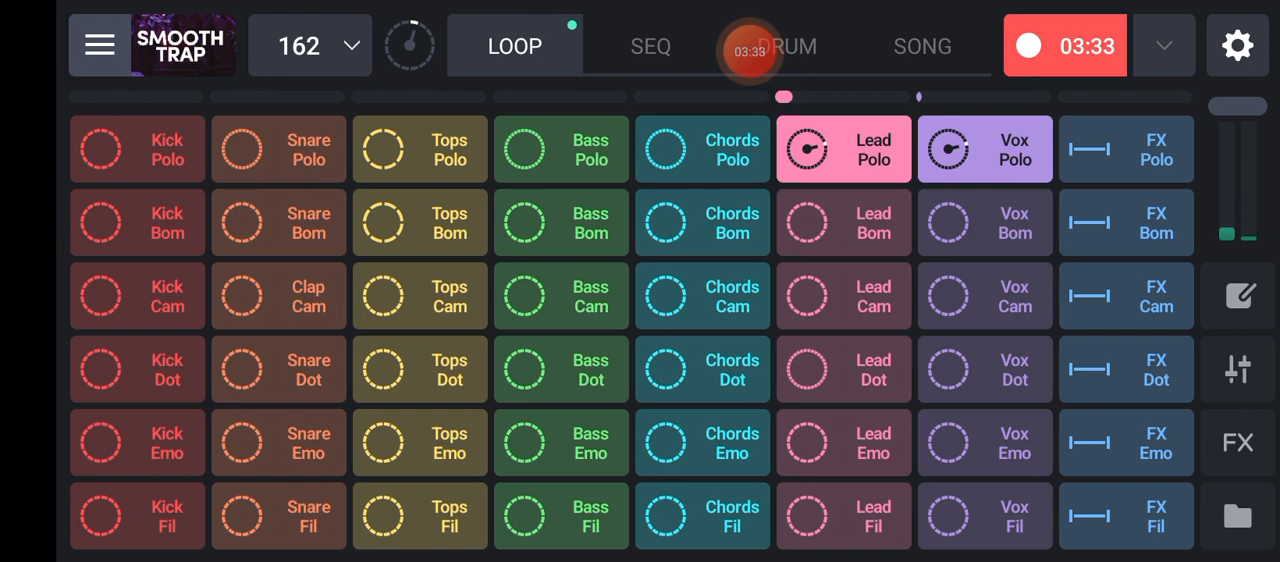 SMOOTH
TRAP
162
LOOP
SEQ
03:33
DRUM
SONG
03:33
Kick
Polo
Snare
Polo
Tops
Polo
Bass
Polo
Chords
Polo
Lead
Polo
Vox
Polo
FX
Polo
Kick
Bom
Snare
Bom
Tops
Bom
Bass
Bom
Chords
Bom
Lead
Bom
Vox
Bom
FX
Bom
Kick
Cam
Clap
Cam
Tops
Cam
Bass
Cam
Chords
Cam
Lead
Cam
Vox
Cam
FX
Cam
Kick
Dot
Snare
Dot
Tops
Dot
Bass
Dot
Chords
Dot
Lead
Dot
Vox
Dot
FX
Dot
Kick
Emo
Snare
Emo
Tops
Emo
Bass
Emo
Chords
Emo
Lead
Emo
Vox
Emo
FX
Emo
FX
Kick
Fil
Snare
Fil
Tops
Fil
Bass
Fil
Chords
Fil
Lead
Fil
Vox
Fil
FX
Fil